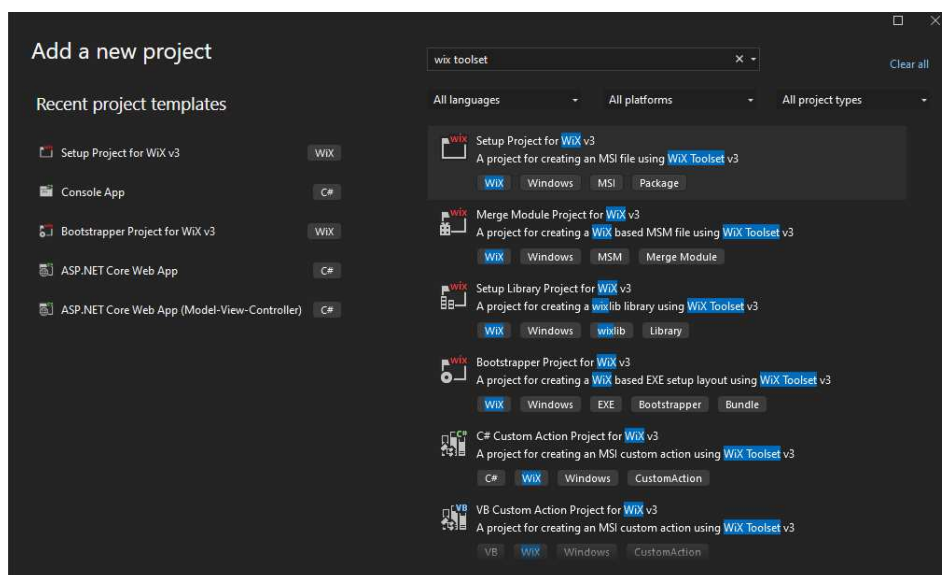 Add a new project
Recent project templates
Setup Project for WiX v3 WiX
Console App C#
Bootstrapper Project for WiX v3 WiX
ASP.NET Core Web App C#
ASP.NET Core Web App (Model-View-Controller) C#
wix toolset
Clear all
All languages All platforms All project types
wix
Setup Project for WiX v3
A project for creating an MSI file using WiX Toolset v3
WiX Windows MSI Package
wix
Merge Module Project for WiX v3
A project for creating a WiX based MSM file using WiX Toolset v3
WiX Windows MSM Merge Module
wix
Setup Library Project for WiX v3
A project for creating a wixlib library using WiX Toolset v3
WiX Windows wixlib Library
wix
Bootstrapper Project for WiX v3
A project for creating a WiX based EXE setup layout using WiX Toolset v3
WiX Windows EXE Bootstrapper Bundle
C#
C# Custom Action Project for WiX v3
A project for creating an MSI custom action using WiX Toolset v3
C# WiX Windows CustomAction
VB
VB Custom Action Project for WiX v3
A project for creating an MSI custom action using WiX Toolset v3
VB WiX Windows CustomAction